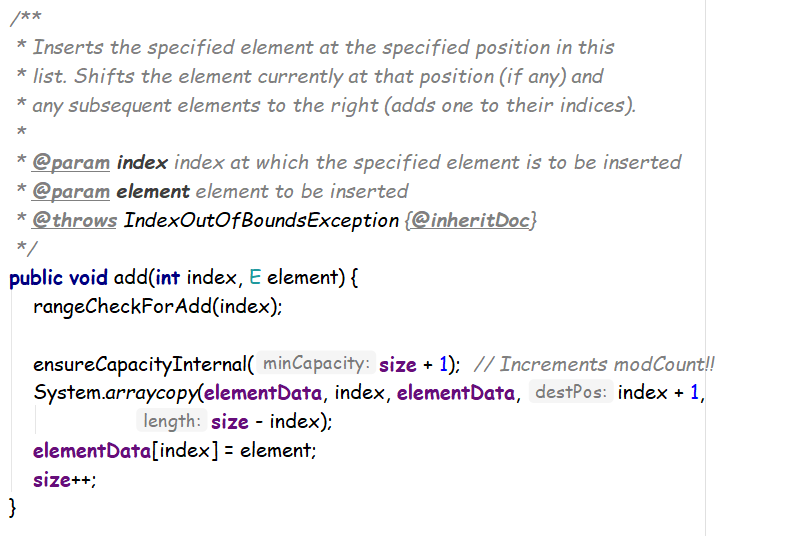 /**
 * Inserts the specified element at the specified position in this
 * list. Shifts the element currently at that position (if any) and
 * any subsequent elements to the right (adds one to their indices).
 *
 * @param index index at which the specified element is to be inserted
 * @param element element to be inserted
 * @throws IndexOutOfBoundsException {@inheritDoc}
 */
public void add(int index, E element) {
    rangeCheckForAdd(index);

    ensureCapacityInternal( minCapacity: size + 1);  // Increments modCount!!
    System.arraycopy(elementData, index, elementData,  destPos: index + 1,
                      length: size - index);
    elementData[index] = element;
    size++;
}